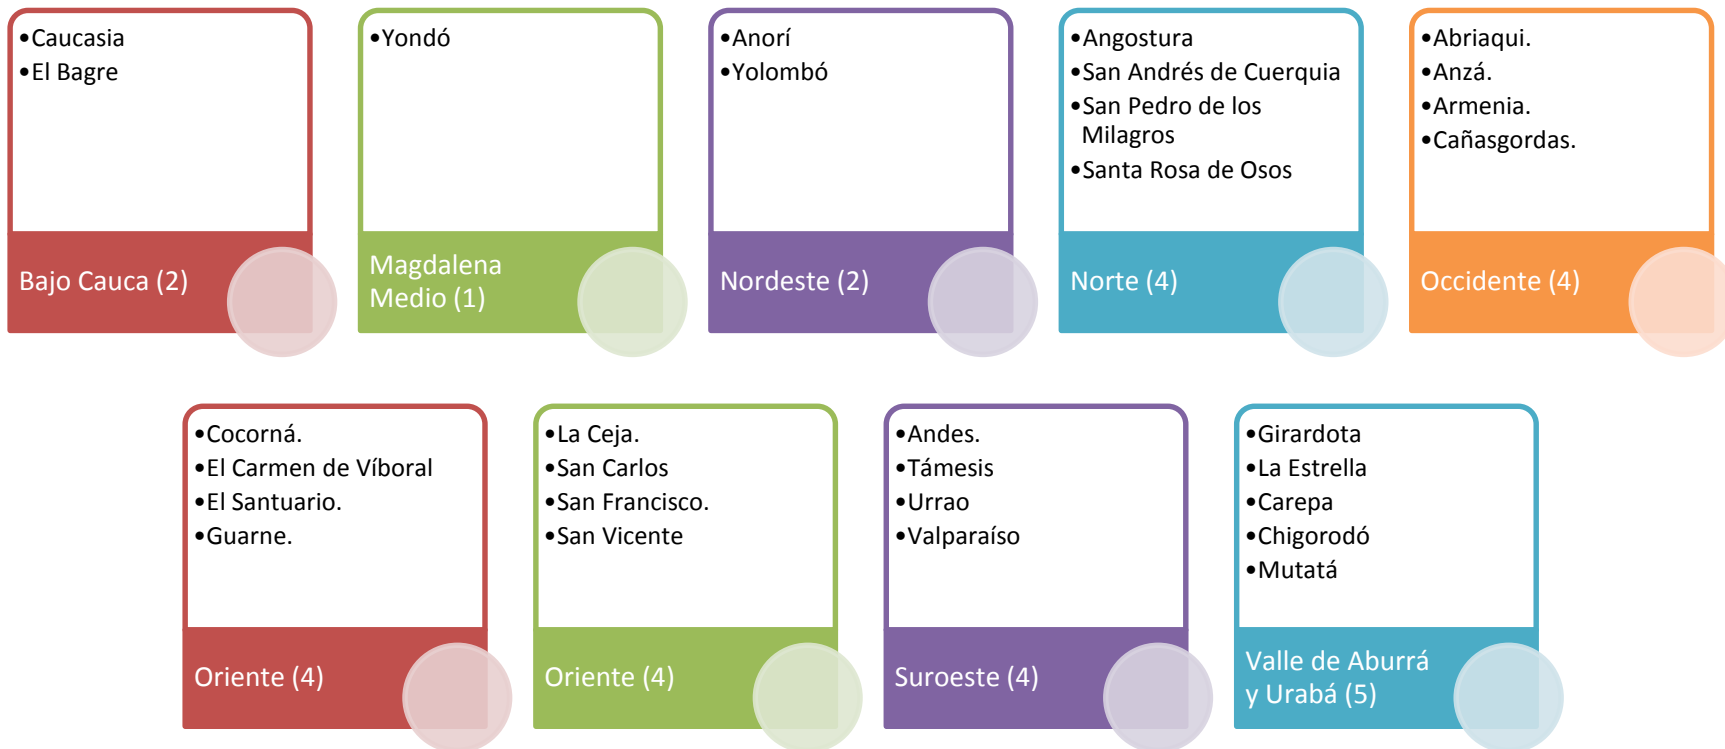 •Caucasia
•El Bagre
Bajo Cauca (2)
•Yondó
Magdalena
Medio (1)
•Anorí
•Yolombó
Nordeste (2)
•Angostura
•San Andrés de Cuerquia
•San Pedro de los
Milagros
•Santa Rosa de Osos
Norte (4)
•Abriaqui.
•Anzá.
•Armenia.
•Cañasgordas.
Occidente (4)
•Cocorná.
•El Carmen de Víboral
•El Santuario.
•Guarne.
Oriente (4)
•La Ceja.
•San Carlos
•San Francisco.
•San Vicente
Oriente (4)
•Andes.
•Támesis
•Urrao
•Valparaíso
Suroeste (4)
•Girardota
•La Estrella
•Carepa
•Chigorodó
•Mutatá
Valle de Aburrá
y Urabá (5)